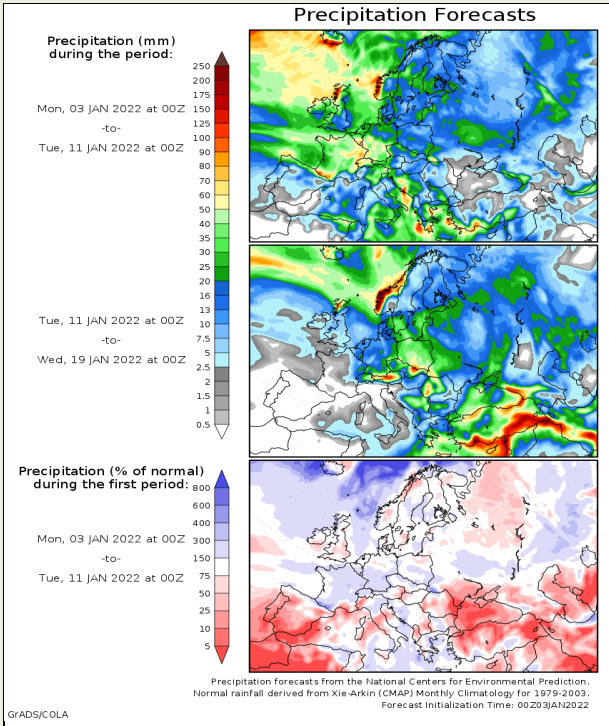 Precipitation Forecasts
Precipitation (mm)
during the period:
Mon, 03 JAN 2022 at 00Z
-to-
Tue, 11 JAN 2022 at 00Z
250
200
175
150
125
100
90
80
70
60
50
40
35
30
25
20
16
13
10
7.5
5
2.5
2
1.5
1
0.5
Tue, 11 JAN 2022 at 00Z
-to-
Wed, 19 JAN 2022 at 00Z
Precipitation (% of normal)
during the first period:
Mon, 03 JAN 2022 at 00Z
-to-
Tue, 11 JAN 2022 at 00Z
800
600
400
300
150
75
50
25
10
5
Precipitation forecasts from the National Centers for Environmental Prediction.
Normal rainfall derived from Xie-Arkin (CMAP) Monthly Climatology for 1979-2003.
Forecast Initialization Time: 00Z03JAN2022
GrADS/COLA